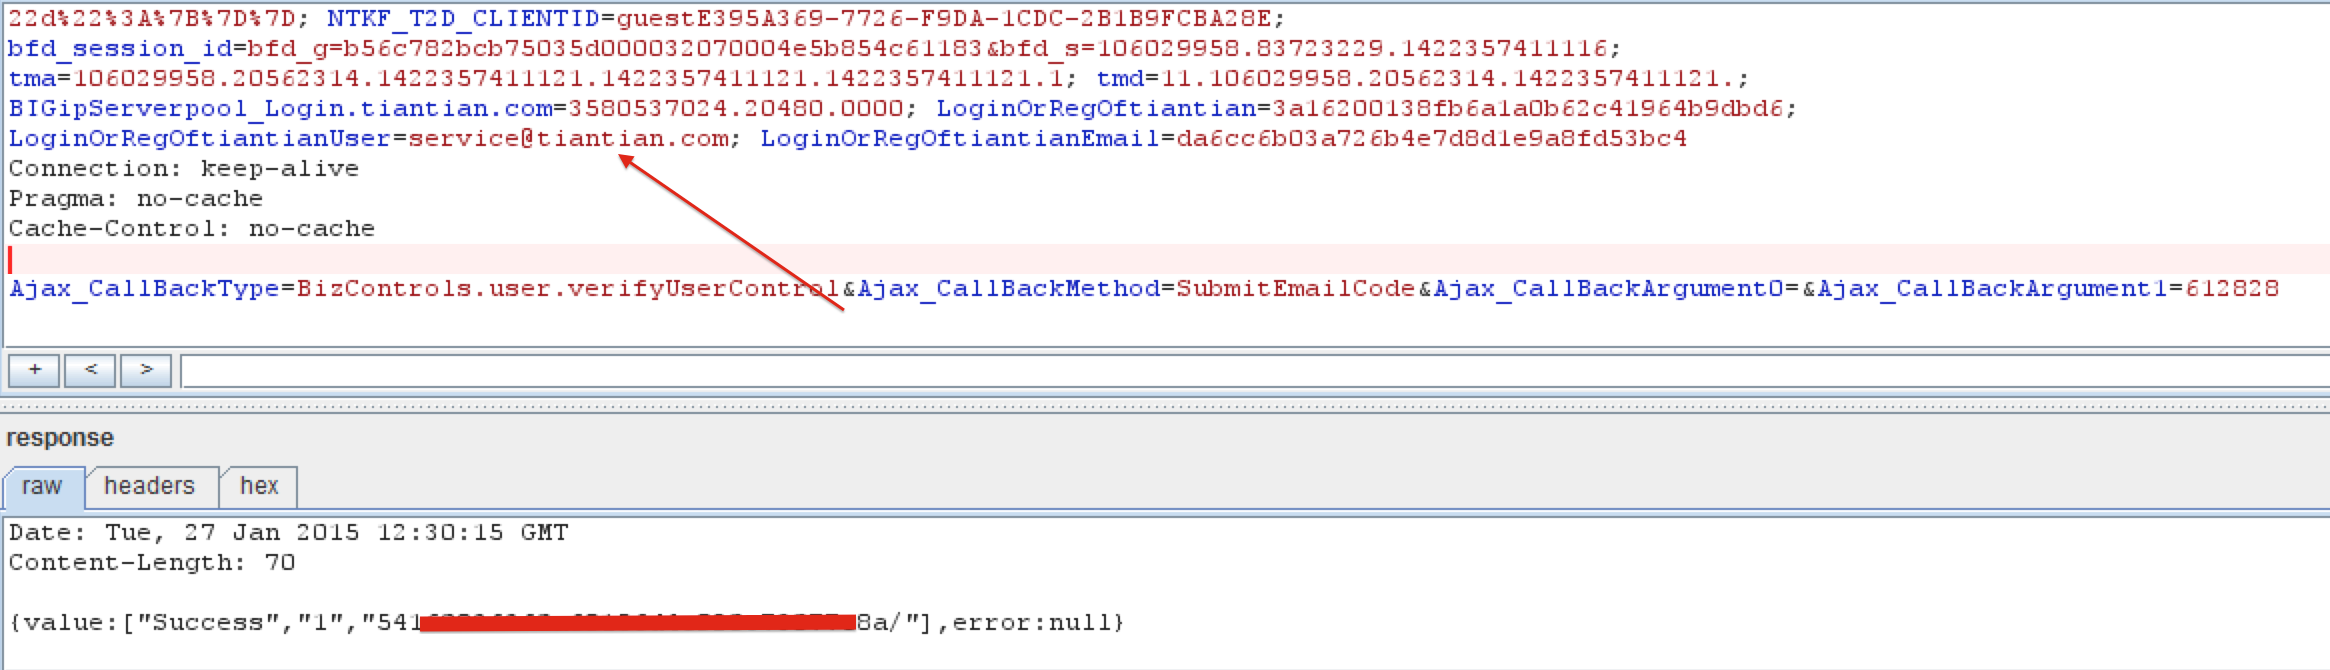 22d%22%3A%7B%7D%7D; NTKF_T2D_CLIENTID=guestE395A369-7726-F9DA-1CDC-2B1B9FCBA28E;
bfd_session_id=bfd_g=b56c782bcb75035d000032070004e5b854c61183&bfd_s=106029958.83723229.1422357411116;
tma=106029958.20562314.1422357411121.1422357411121.1422357411121.1; tmd=11.106029958.20562314.1422357411121.;
BIGipServerpool_Login.tiantian.com=3580537024.20480.0000; LoginOrRegOftiantian=3a16200138fb6a1a0b62c41964b9dbd6;
LoginOrRegOftiantianUser=service@tiantian.com; LoginOrRegOftiantianEmail=da6cc6b03a726b4e7d8d1e9a8fd53bc4
Connection: keep-alive
Pragma: no-cache
Cache-Control: no-cache
Ajax_CallBackType=BizControls.user.verifyUserControl&Ajax_CallBackMethod=SubmitEmailCode&Ajax_CallBackArgument0=&Ajax_CallBackArgument1=612828
+ < >
response
raw headers hex
Date: Tue, 27 Jan 2015 12:30:15 GMT
Content-Length: 70
{value:["Success","1","541 8a/"],error:null}